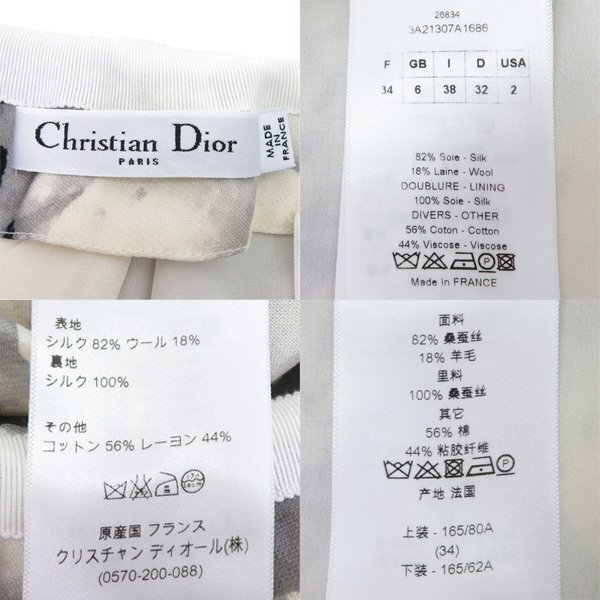 Christian Dior
PARIS
MADE
IN
FRANCE
26834
3A21307A1686
F GB I D USA
34 6 38 32 2
82% Soie - Silk
18% Laine - Wool
DOUBLURE - LINING
100% Soie - Silk
DIVERS - OTHER
56% Coton - Cotton
44% Viscose - Viscose
Made in FRANCE
表地
シルク 82% ウール 18%
裏地
シルク 100%
その他
コットン 56% レーヨン 44%
原産国 フランス
クリスチャン ディオール(株)
(0570-200-088)
面料
82% 桑蚕丝
18% 羊毛
里料
100% 桑蚕丝
其它
56% 棉
44% 粘胶纤维
产地 法国
上装 - 165/80A
(34)
下装 - 165/62A